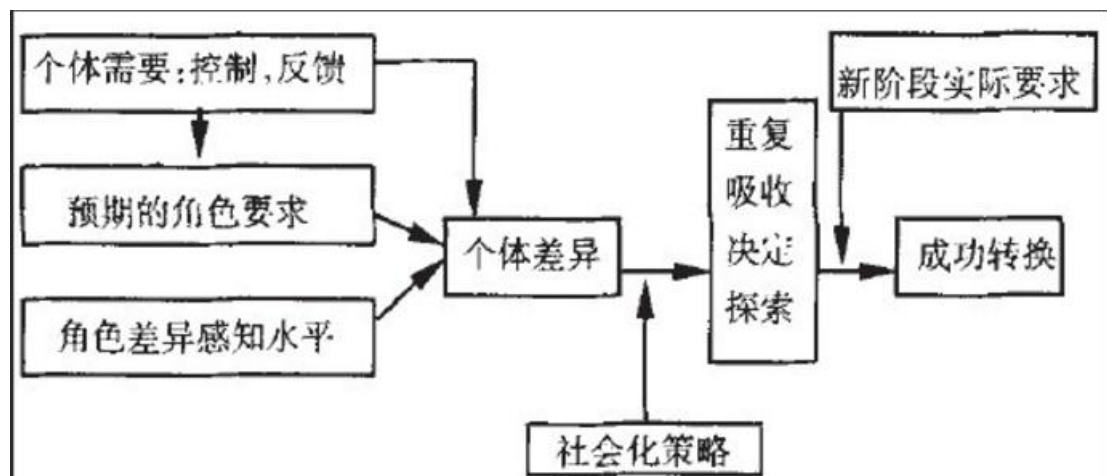 个体需要:控制,反馈
新阶段实际要求
重复
吸收
决定
探索
预期的角色要求
个体差异
成功转换
角色差异感知水平
社会化策略